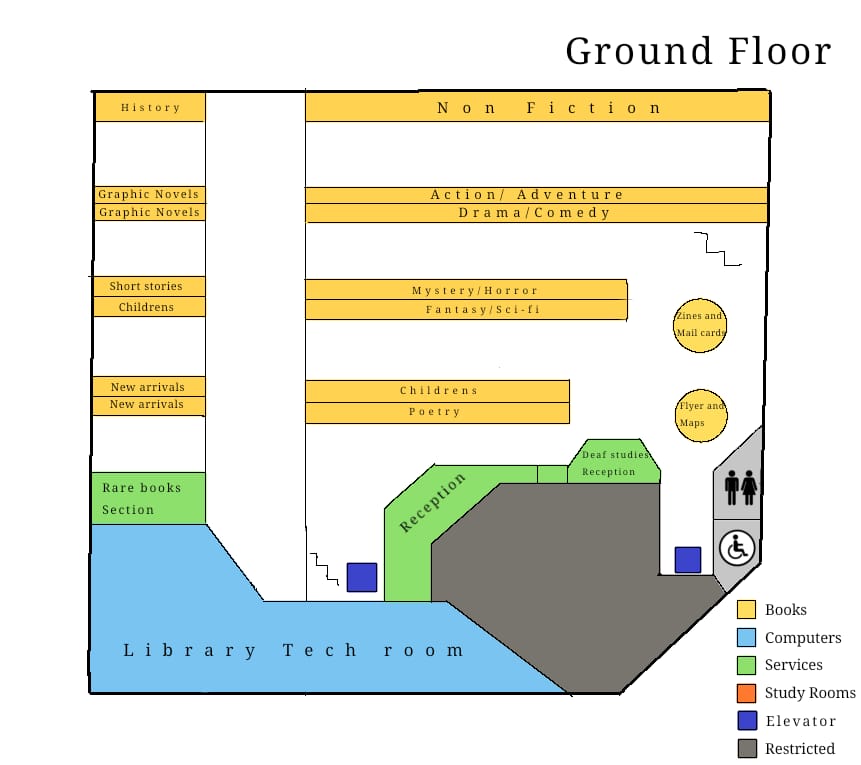 Ground Floor
History
Non Fiction
Graphic Novels
Graphic Novels
Action/ Adventure
Drama/Comedy
Short stories
Childrens
Mystery/Horror
Fantasy/Sci-fi
Zines and
Mail cards
New arrivals
New arrivals
Childrens
Poetry
Flyer and
Maps
Rare books
Section
Reception
Deaf studies
Reception
Library Tech room
Books
Computers
Services
Study Rooms
Elevator
Restricted